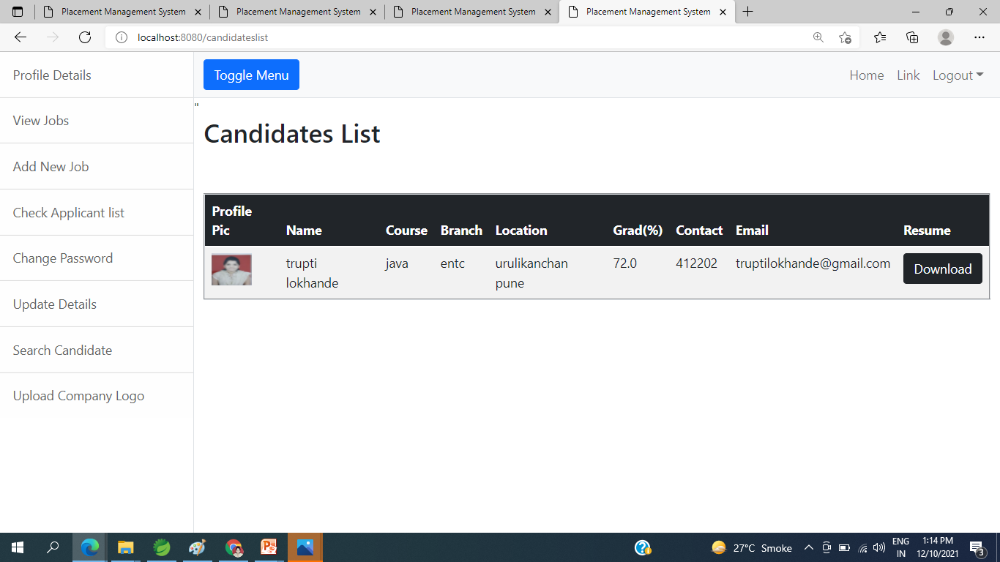 Placement Management System
Placement Management System
Placement Management System
Placement Management System
localhost:8080/candidateslist
Profile Details
View Jobs
Add New Job
Check Applicant list
Change Password
Update Details
Search Candidate
Upload Company Logo
Toggle Menu
Home Link Logout
"
Candidates List
Profile
Pic Name Course Branch Location Grad(%) Contact Email Resume
trupti java entc urulikanchan 72.0 412202 truptilokhande@gmail.com Download
lokhande pune
27°C Smoke
ENG 1:14 PM
IN 12/10/2021
3